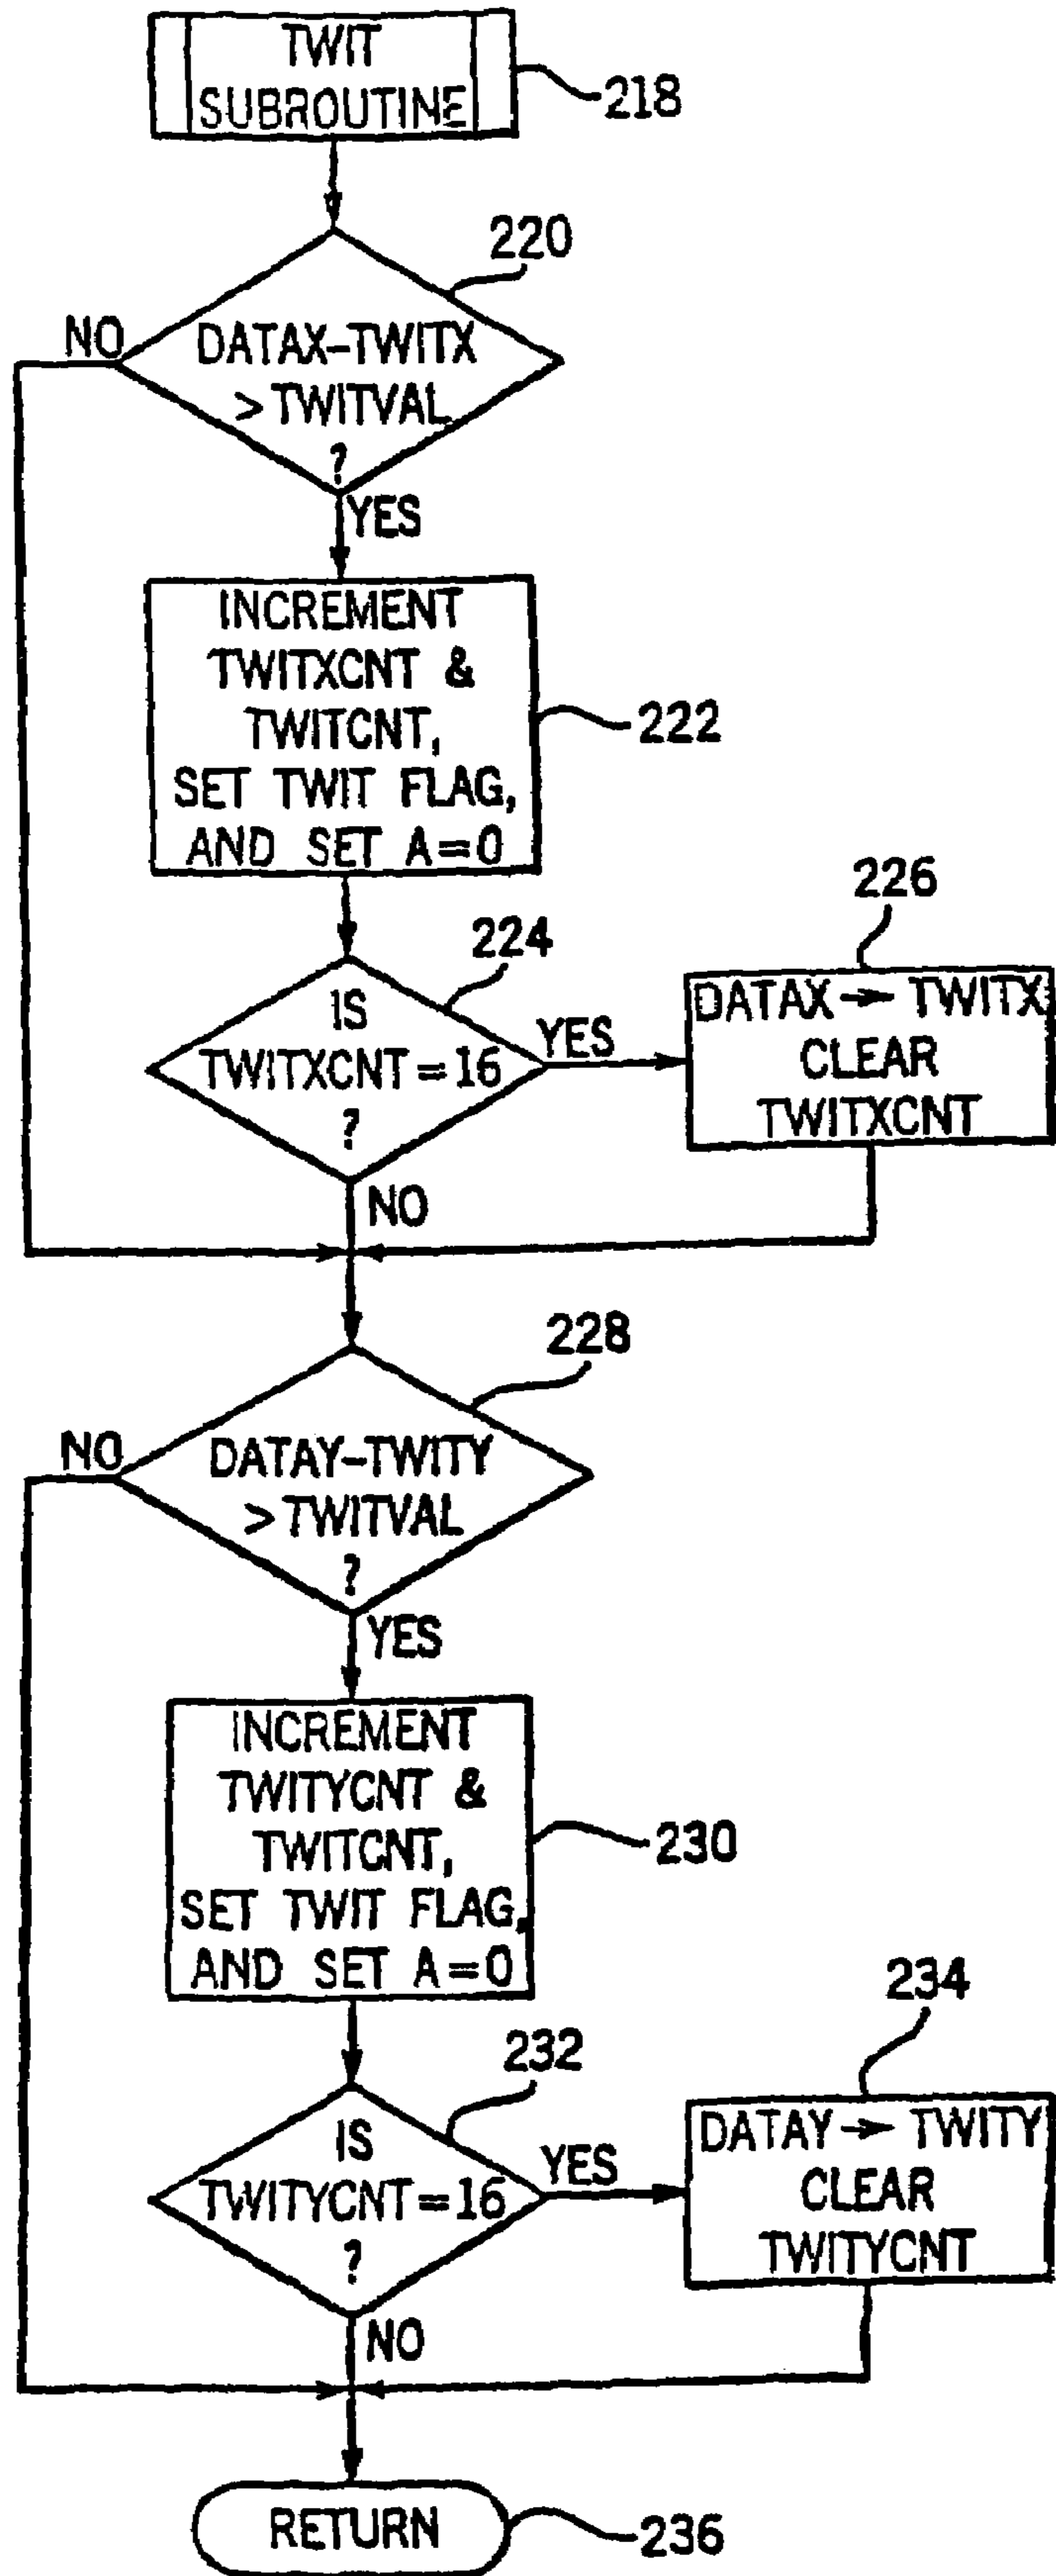 TWIT
SUBROUTINE
218
220
NO
DATAX-TWITX
> TWITVAL
?
YES
INCREMENT
TWITXCNT &
TWITCNT,
SET TWIT FLAG,
AND SET A=0
222
224
226
IS
TWITXCNT=16
?
YES
DATAX → TWITX
CLEAR
TWITXCNT
NO
228
NO
DATAY-TWITY
> TWITVAL
?
YES
INCREMENT
TWITYCNT &
TWITCNT,
SET TWIT FLAG,
AND SET A=0
230
232
234
IS
TWITYCNT=16
?
YES
DATAY → TWITY
CLEAR
TWITYCNT
NO
RETURN
236